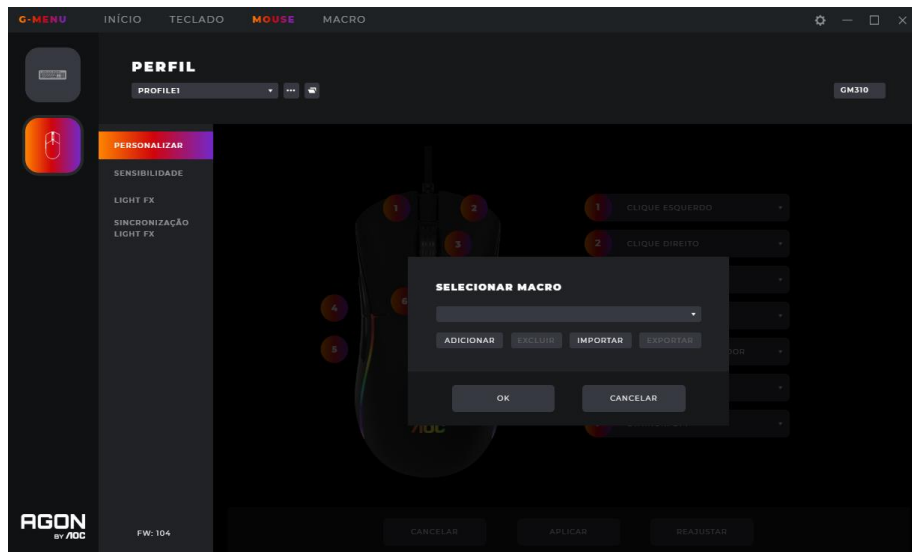 G-MENU INÍCIO TECLADO MOUSE MACRO
PERFIL
PROFILE1
GM310
PERSONALIZAR
SENSIBILIDADE
LIGHT FX
SINCRONIZAÇÃO
LIGHT FX
1 2
3
4
5
6
1 CLIQUE ESQUERDO
2 CLIQUE DIREITO
SELECIONAR MACRO
ADICIONAR EXCLUIR IMPORTAR EXPORTAR
OK CANCELAR
AOC
CANCELAR APLICAR REAJUSTAR
AGON
BY AOC
FW: 104